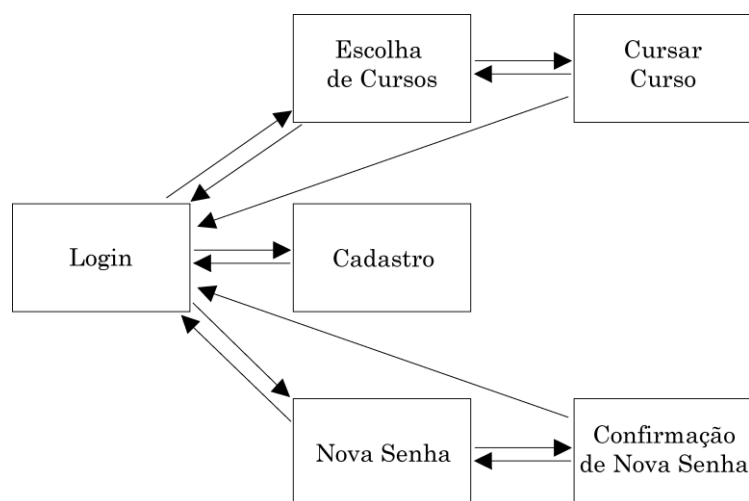 Escolha
de Cursos
Cursar
Curso
Login
Cadastro
Nova Senha
Confirmação
de Nova Senha